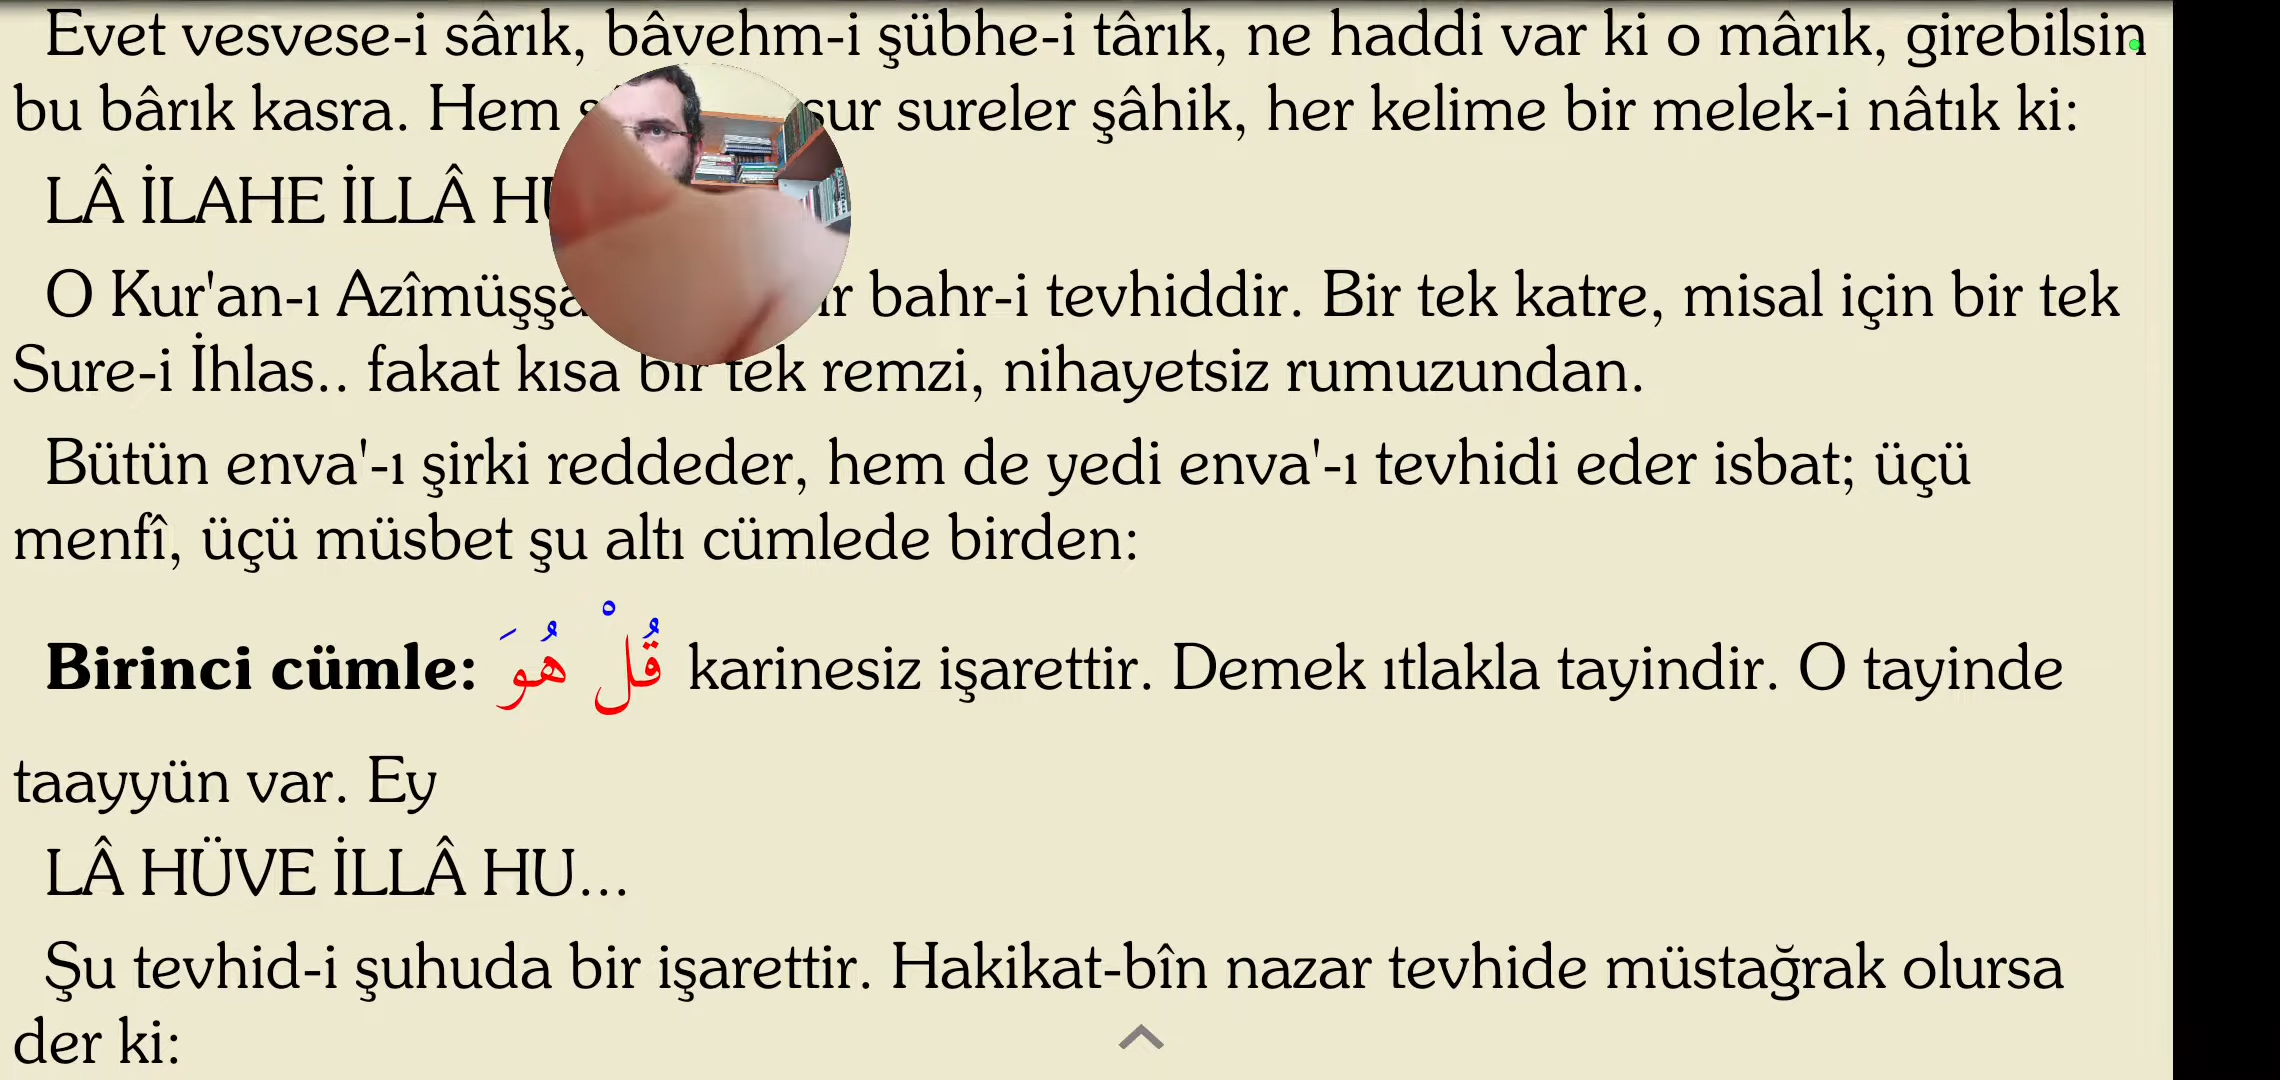 Evet vesvese-i sârık, bâvehm-i şübhe-i târık, ne haddi var ki o mârık, girebilsin
bu bârık kasra. Hem sureler şâhik, her kelime bir melek-i nâtık ki:
LÂ İLAHE İLLÂ
O Kur'an-ı bahr-i tevhiddir. Bir tek katre, misal için bir tek
Sure-i İhlas.. fakat kısa bir tek remzi, nihayetsiz rumuzundan.
Bütün enva'-ı şirki reddeder, hem de yedi enva'-ı tevhidi eder isbat; üçü
menfî, üçü müsbet şu altı cümlede birden:
Birinci cümle: قُلْ هُوَ karinesiz işarettir. Demek ıtlakla tayindir. O tayinde
taayyün var. Ey
LÂ HÜVE İLLÂ HU...
Şu tevhid-i şuhuda bir işarettir. Hakikat-bîn nazar tevhide müstağrak olursa
der ki: